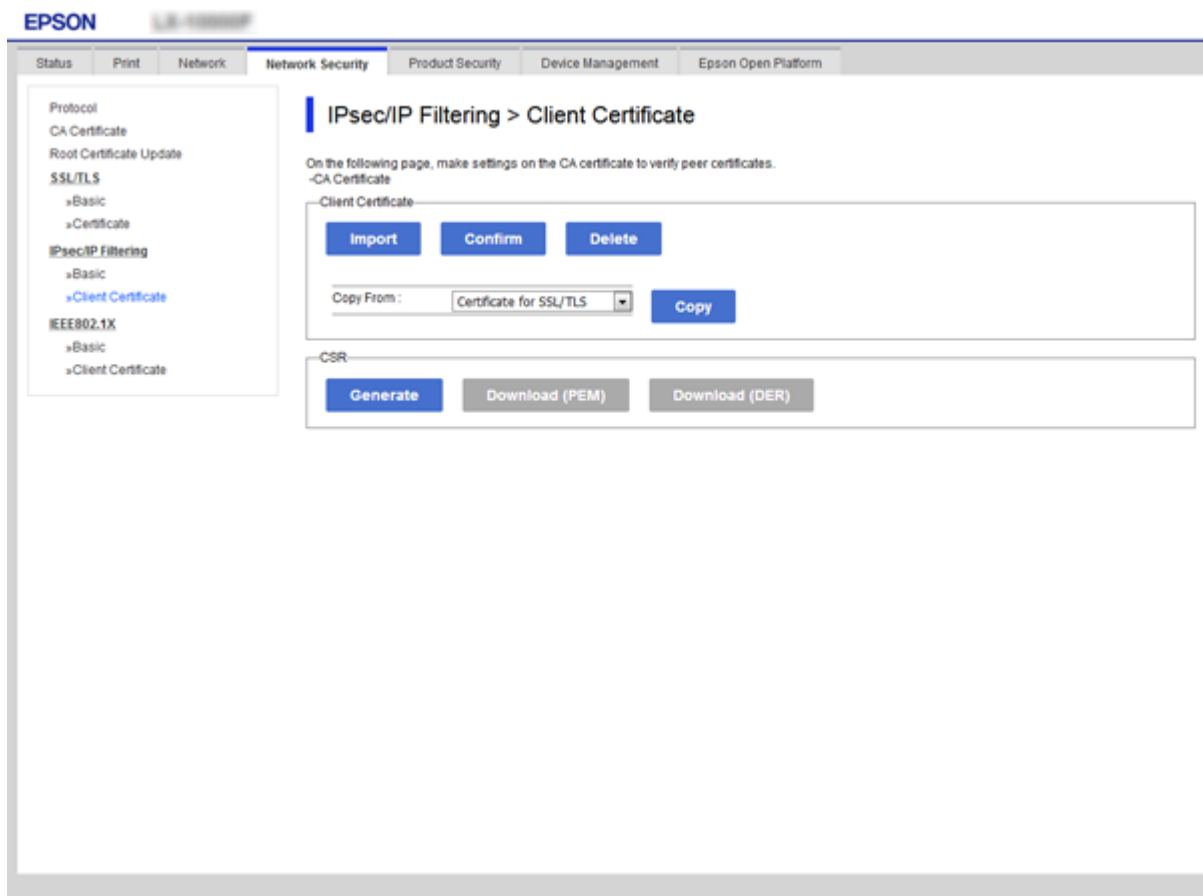 EPSON
Status Print Network Network Security Product Security Device Management Epson Open Platform
Protocol
CA Certificate
Root Certificate Update
SSL/TLS
»Basic
»Certificate
IPsec/IP Filtering
»Basic
»Client Certificate
IEEE802.1X
»Basic
»Client Certificate
IPsec/IP Filtering > Client Certificate
On the following page, make settings on the CA certificate to verify peer certificates.
-CA Certificate
Client Certificate
Import Confirm Delete
Copy From : Certificate for SSL/TLS Copy
CSR
Generate Download (PEM) Download (DER)